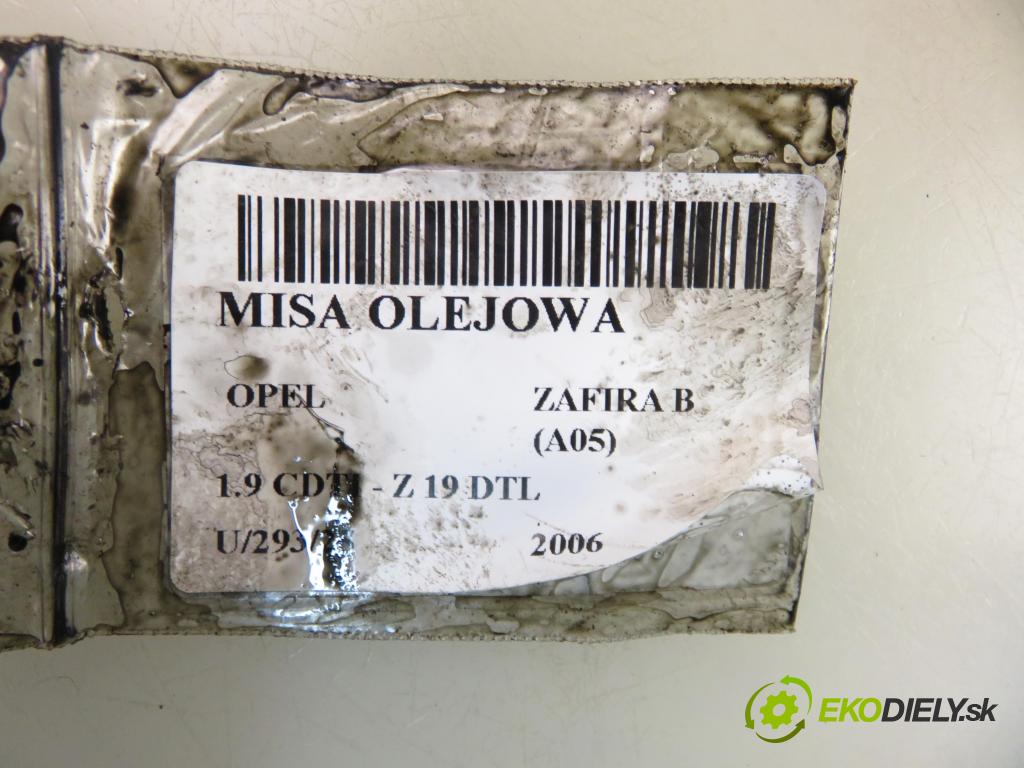 MISA OLEJOWA
OPEL ZAFIRA B
(A05)
1.9 CDTI - Z 19 DTL
2006
EKODIELY.sk